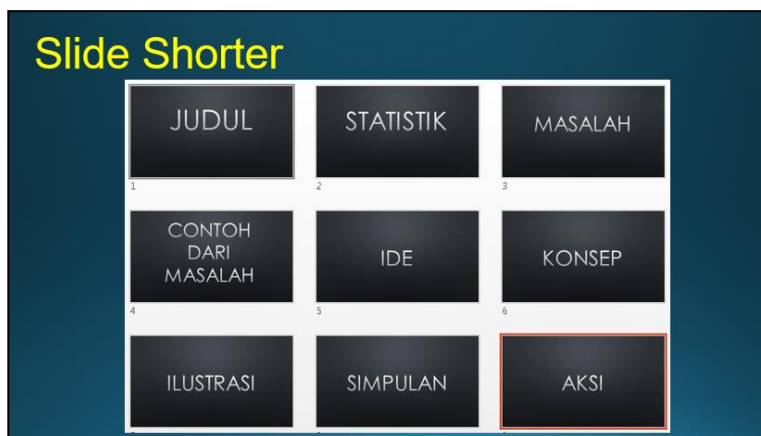 Slide Shorter
JUDUL
STATISTIK
MASALAH
1
2
3
CONTOH
DARI
MASALAH
IDE
KONSEP
4
5
6
ILUSTRASI
SIMPULAN
AKSI